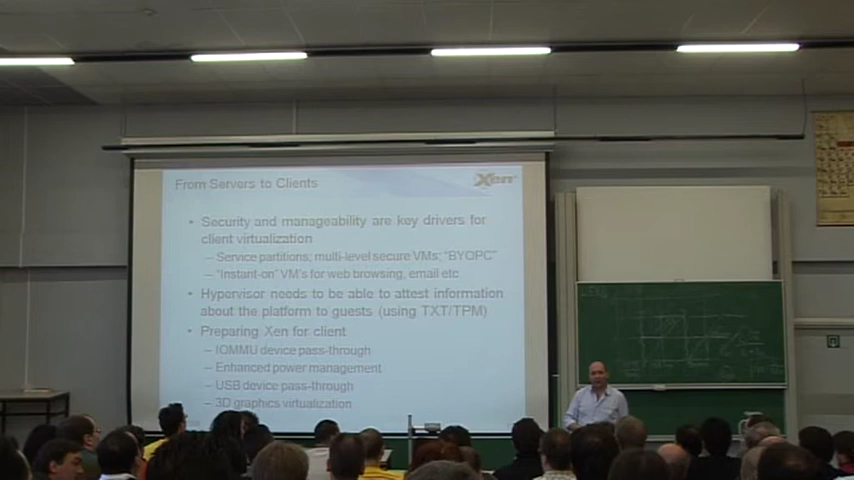 From Servers to Clients
Xen
• Security and manageability are key drivers for
client virtualization
– Service partitions; multi-level secure VMs; "BYOPC"
– "Instant-on" VM's for web browsing, email etc
• Hypervisor needs to be able to attest information
about the platform to guests (using TXT/TPM)
• Preparing Xen for client
– IOMMU device pass-through
– Enhanced power management
– USB device pass-through
– 3D graphics virtualization